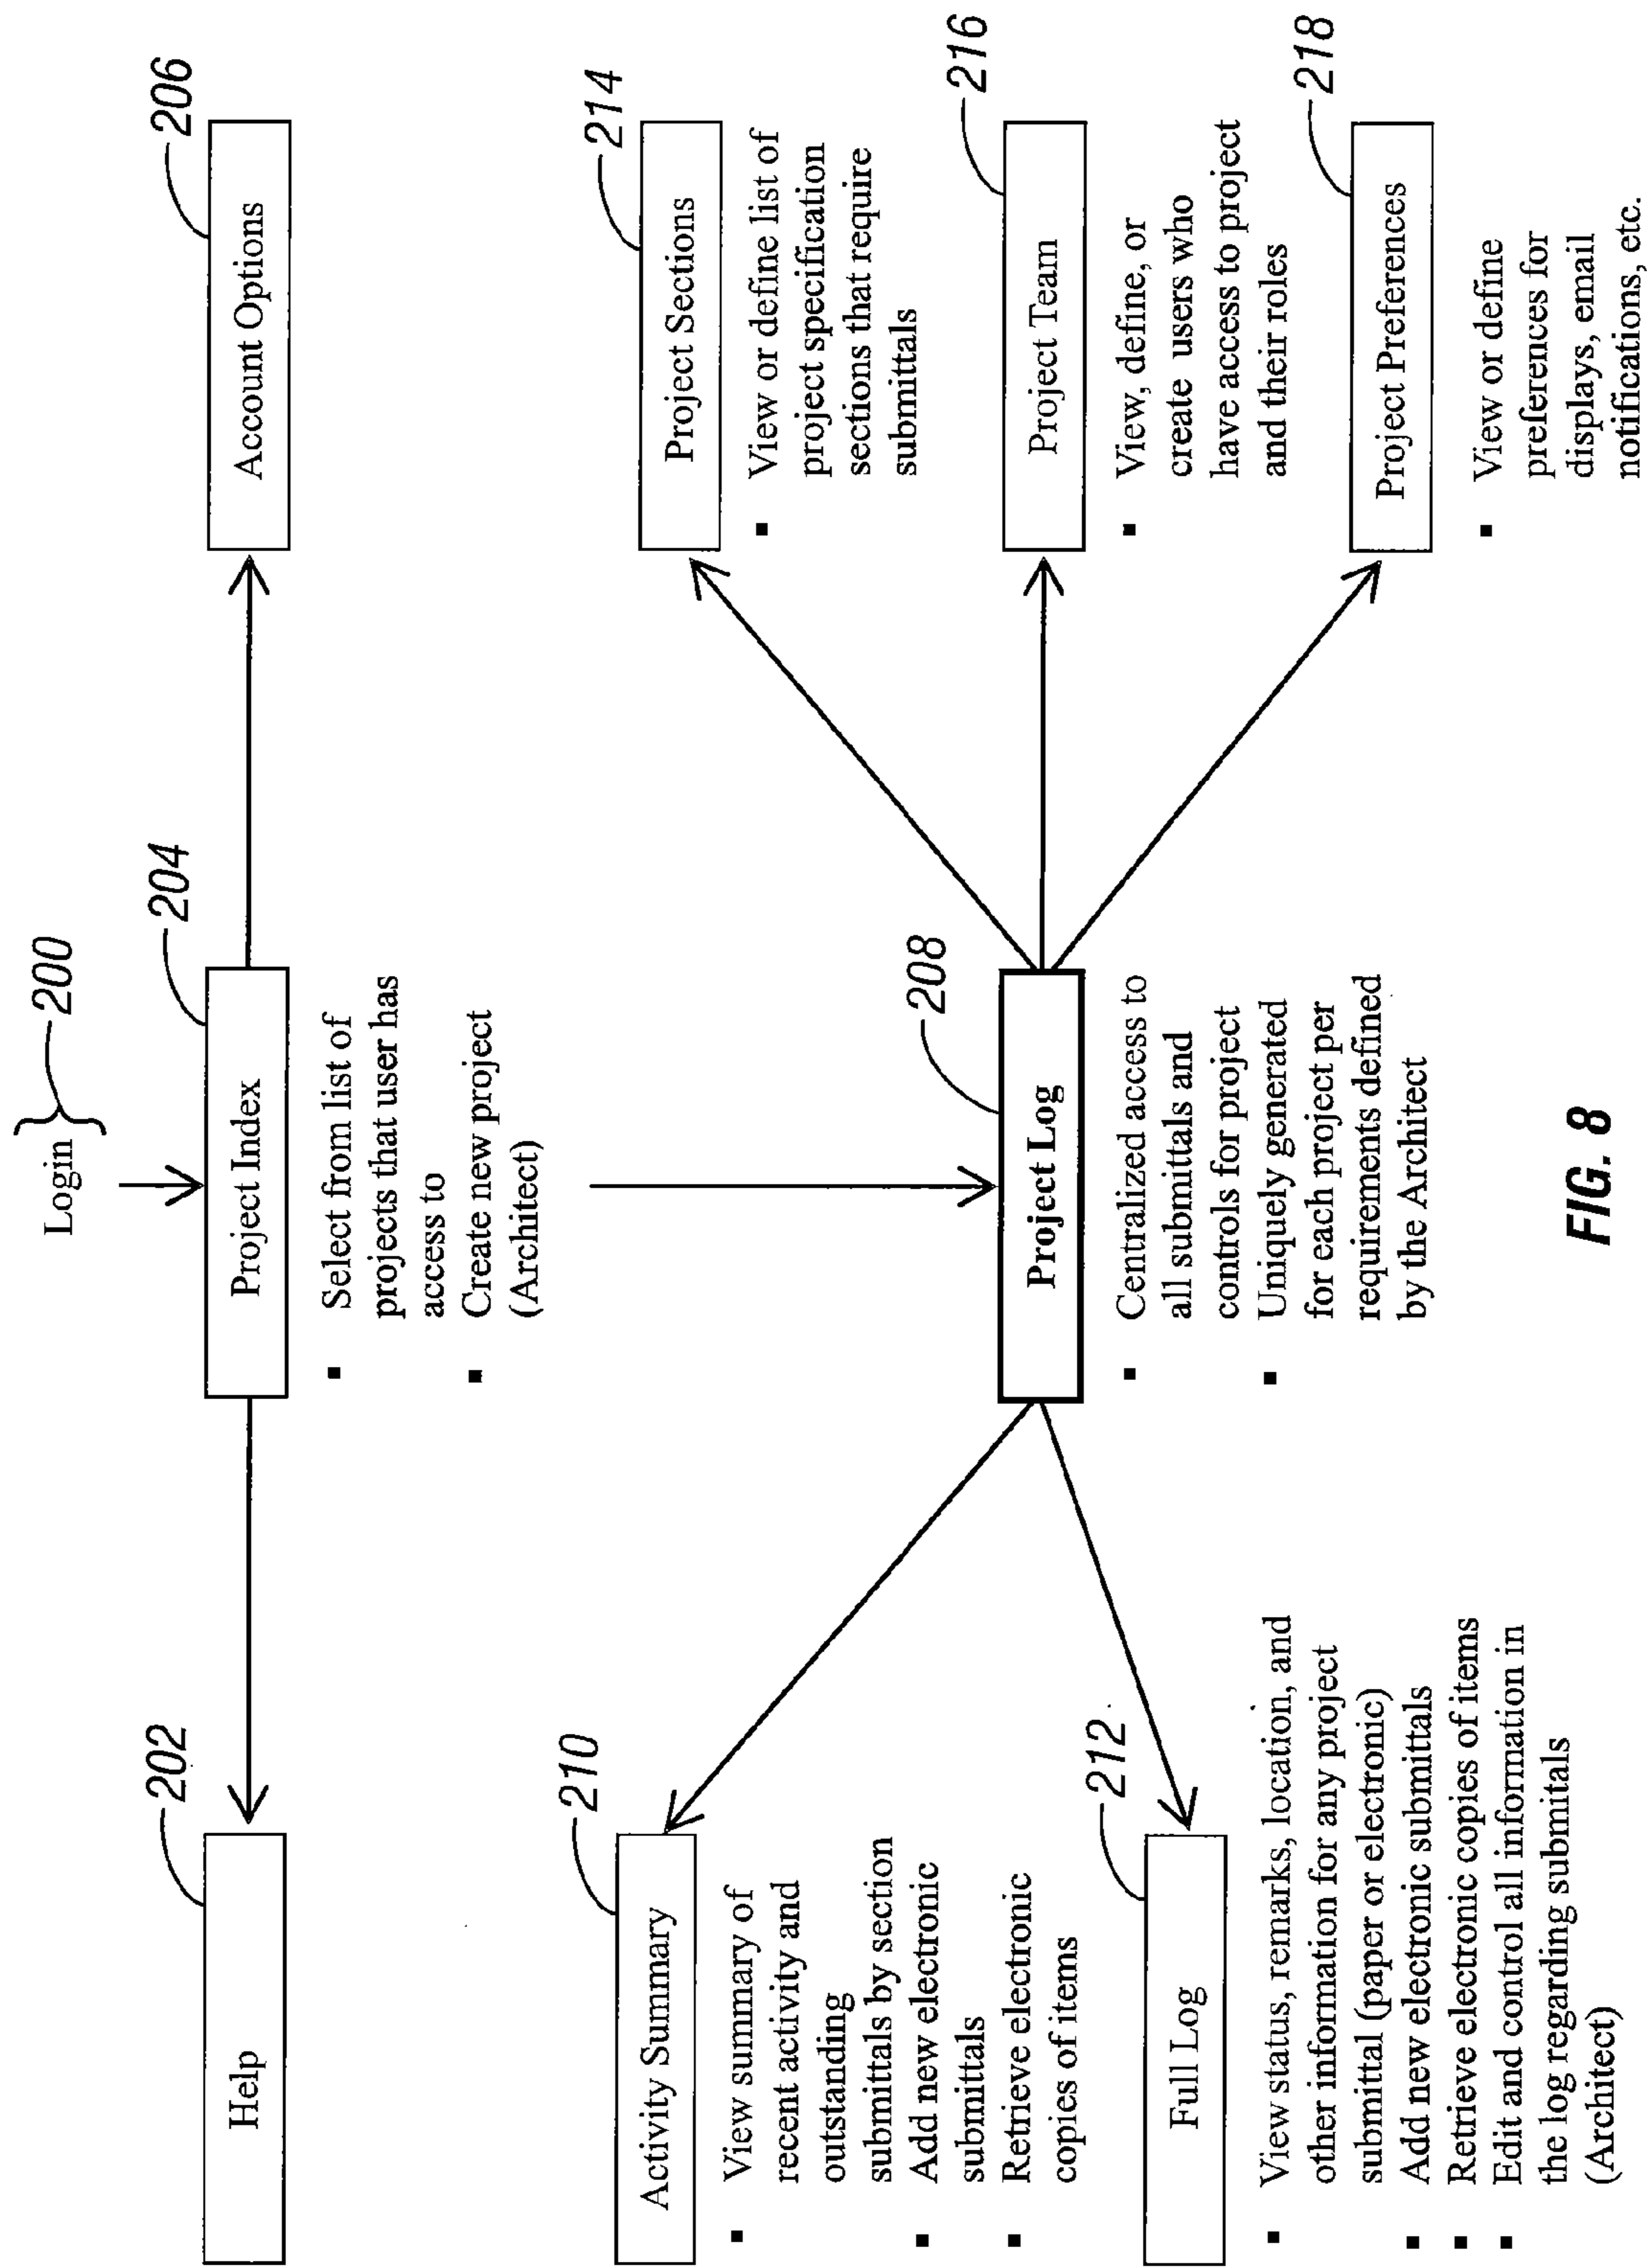 Login
200
202
Help
204
Project Index
206
Account Options
▪ Select from list of
projects that user has
access to
▪ Create new project
(Architect)
210
Activity Summary
▪ View summary of
recent activity and
outstanding
submittals by section
▪ Add new electronic
submittals
▪ Retrieve electronic
copies of items
212
Full Log
▪ View status, remarks, location, and
other information for any project
submittal (paper or electronic)
▪ Add new electronic submittals
▪ Retrieve electronic copies of items
▪ Edit and control all information in
the log regarding submittals
(Architect)
208
Project Log
▪ Centralized access to
all submittals and
controls for project
▪ Uniquely generated
for each project per
requirements defined
by the Architect
214
Project Sections
▪ View or define list of
project specification
sections that require
submittals
216
Project Team
▪ View, define, or
create users who
have access to project
and their roles
218
Project Preferences
▪ View or define
preferences for
displays, email
notifications, etc.
FIG. 8